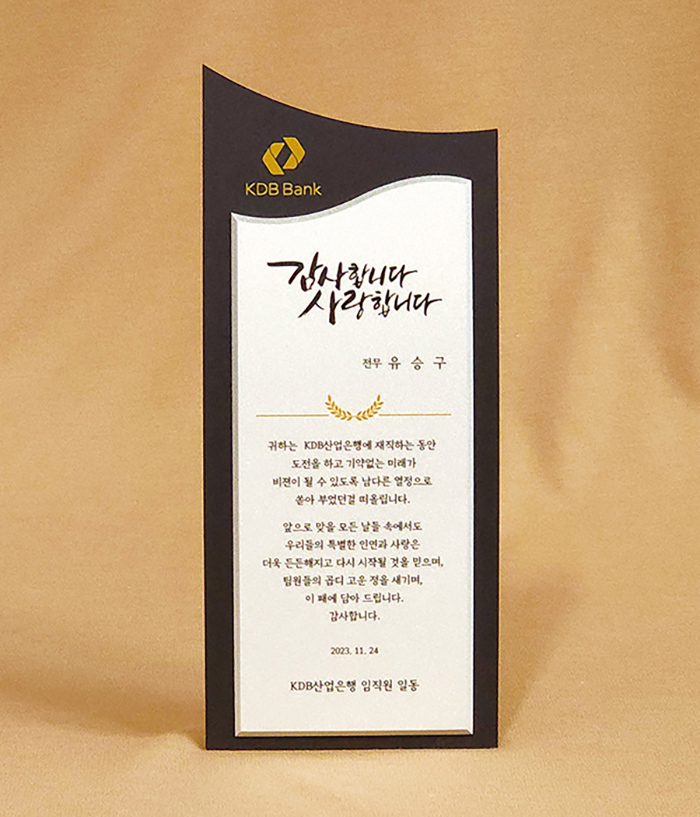 KDB Bank
감사합니다
사랑합니다
전무 유 승 구
귀하는 KDB산업은행에 재직하는 동안
도전을 하고 기약없는 미래가
비젼이 될 수 있도록 남다른 열정으로
쏟아 부었던걸 떠올립니다.
앞으로 맞을 모든 날들 속에서도
우리들의 특별한 인연과 사랑은
더욱 든든해지고 다시 시작될 것을 믿으며,
팀원들의 곱디 고운 정을 새기며,
이 패에 담아 드립니다.
감사합니다.
2023. 11. 24
KDB산업은행 임직원 일동